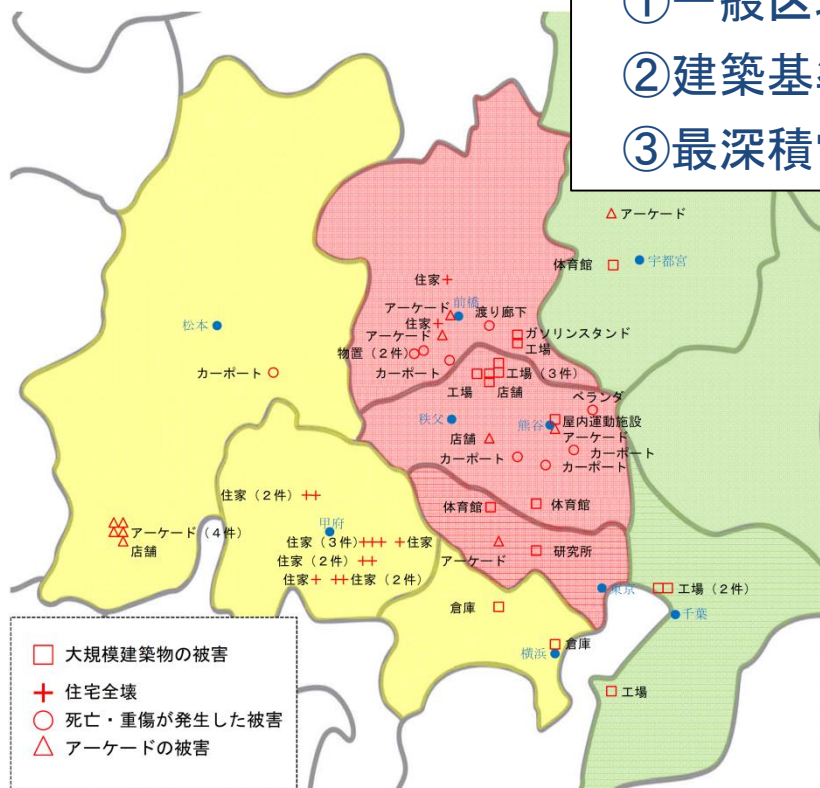 ①一般区
②建築基
③最深積
△アーケード
体育館
宇都宮
住家
アーケード
前橋
渡り廊下
住家
ガソリンスタンド
アーケード
工場
松本
物置（２件）
カーポート
カーポート
工場（３件）
工場
店舗
ベランダ
秩父
熊谷
屋内運動施設
店舗
アーケード
カーポート
カーポート
カーポート
住家（２件）
体育館
体育館
甲府
アーケード（４件）
店舗
住家（３件）
住家
住家（２件）
アーケード
研究所
住家
住家（２件）
東京
工場（２件）
倉庫
千葉
倉庫
横浜
工場
□ 大規模建築物の被害
＋ 住宅全壊
○ 死亡・重傷が発生した被害
△ アーケードの被害